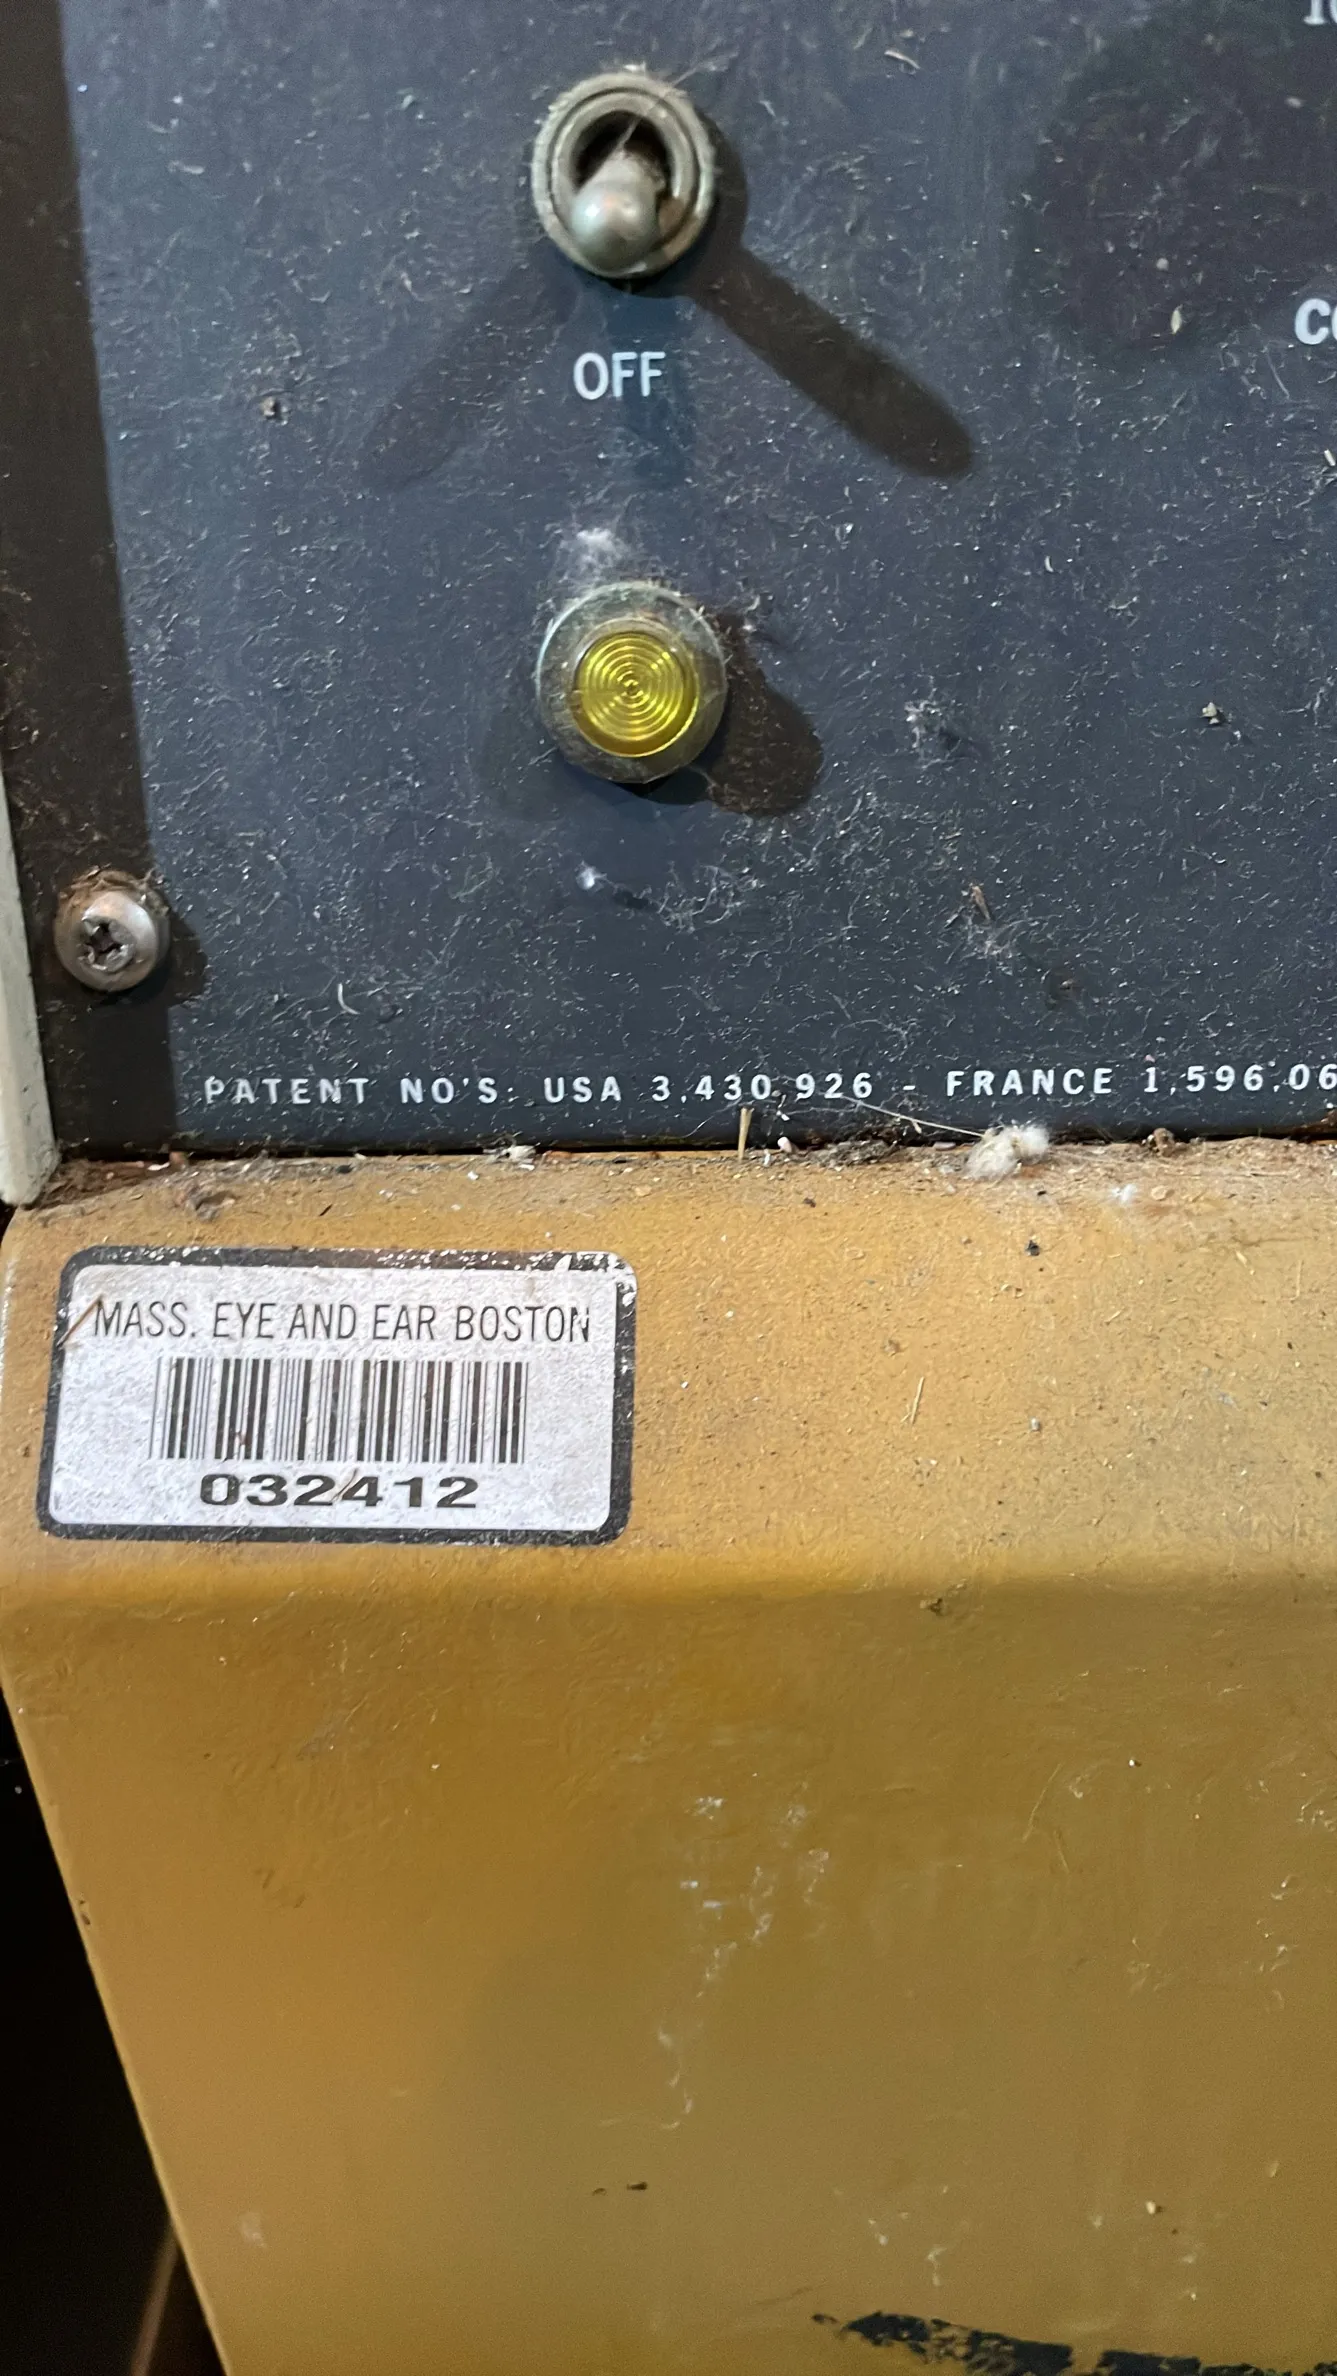 OFF
PATENT NO'S: USA 3,430,926 - FRANCE 1,596,06
MASS. EYE AND EAR BOSTON
032412